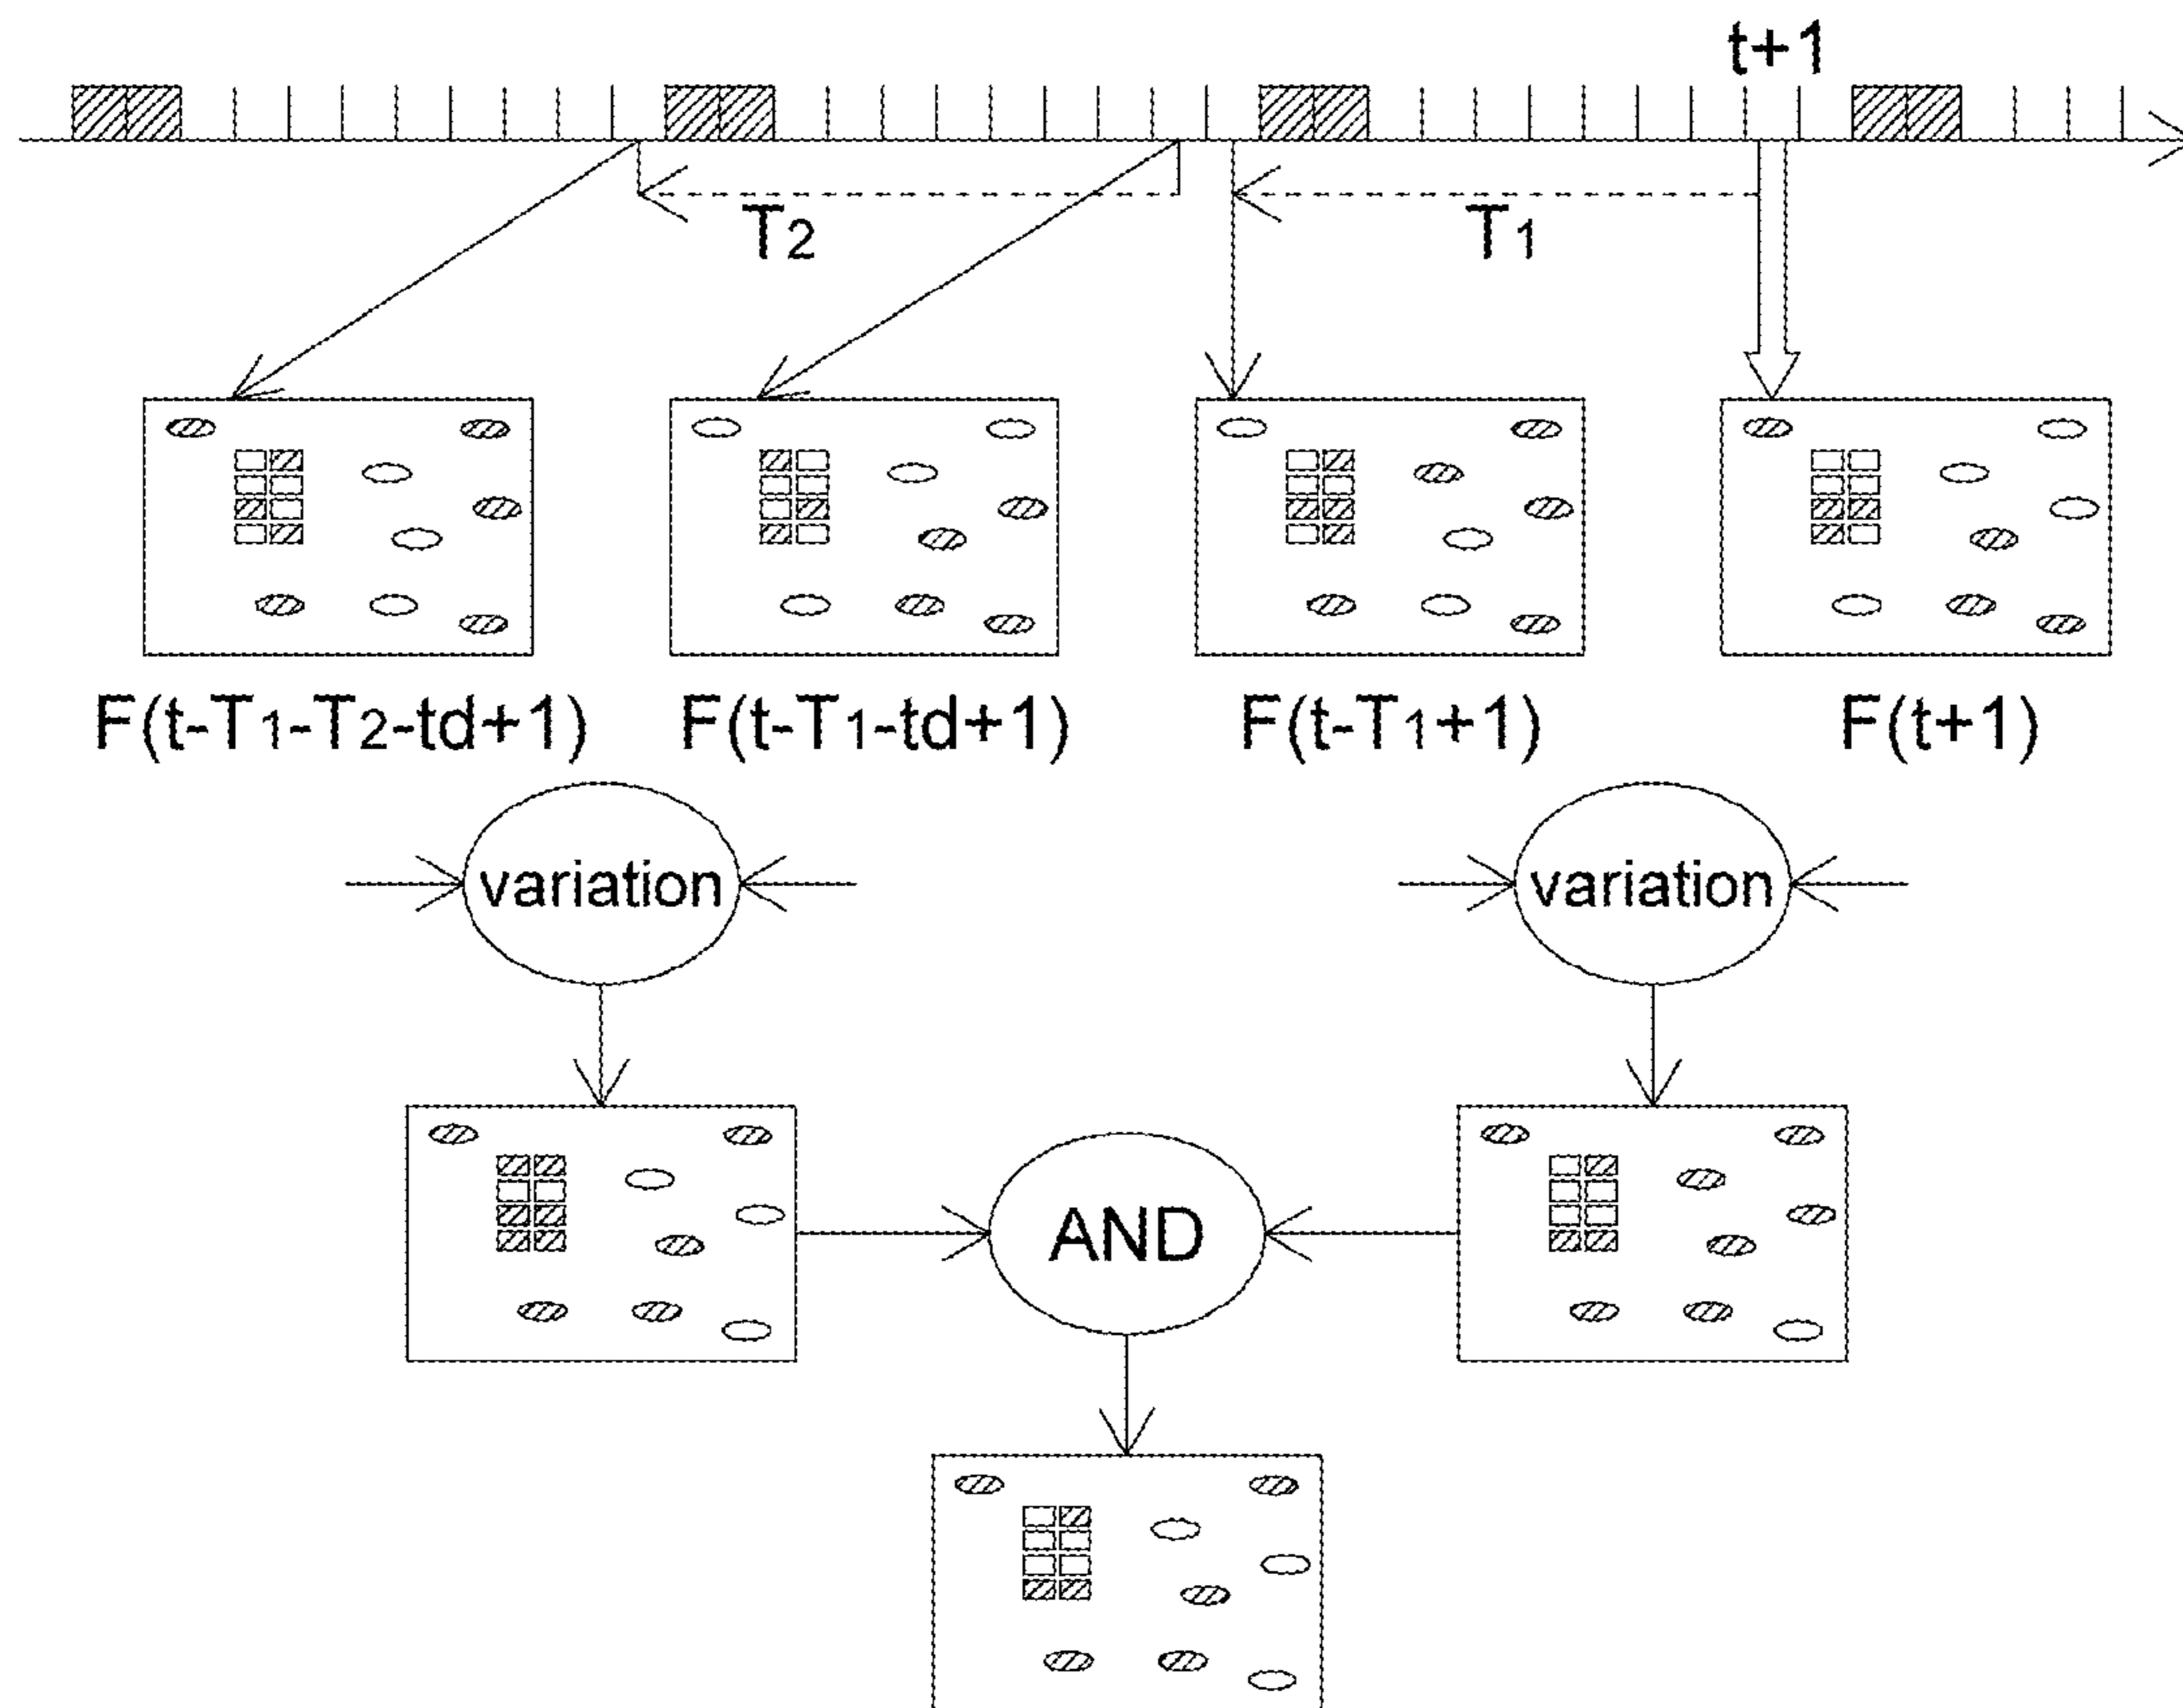 t+1
T2 T1
F(t-T1-T2-td+1) F(t-T1-td+1) F(t-T1+1) F(t+1)
variation variation
AND